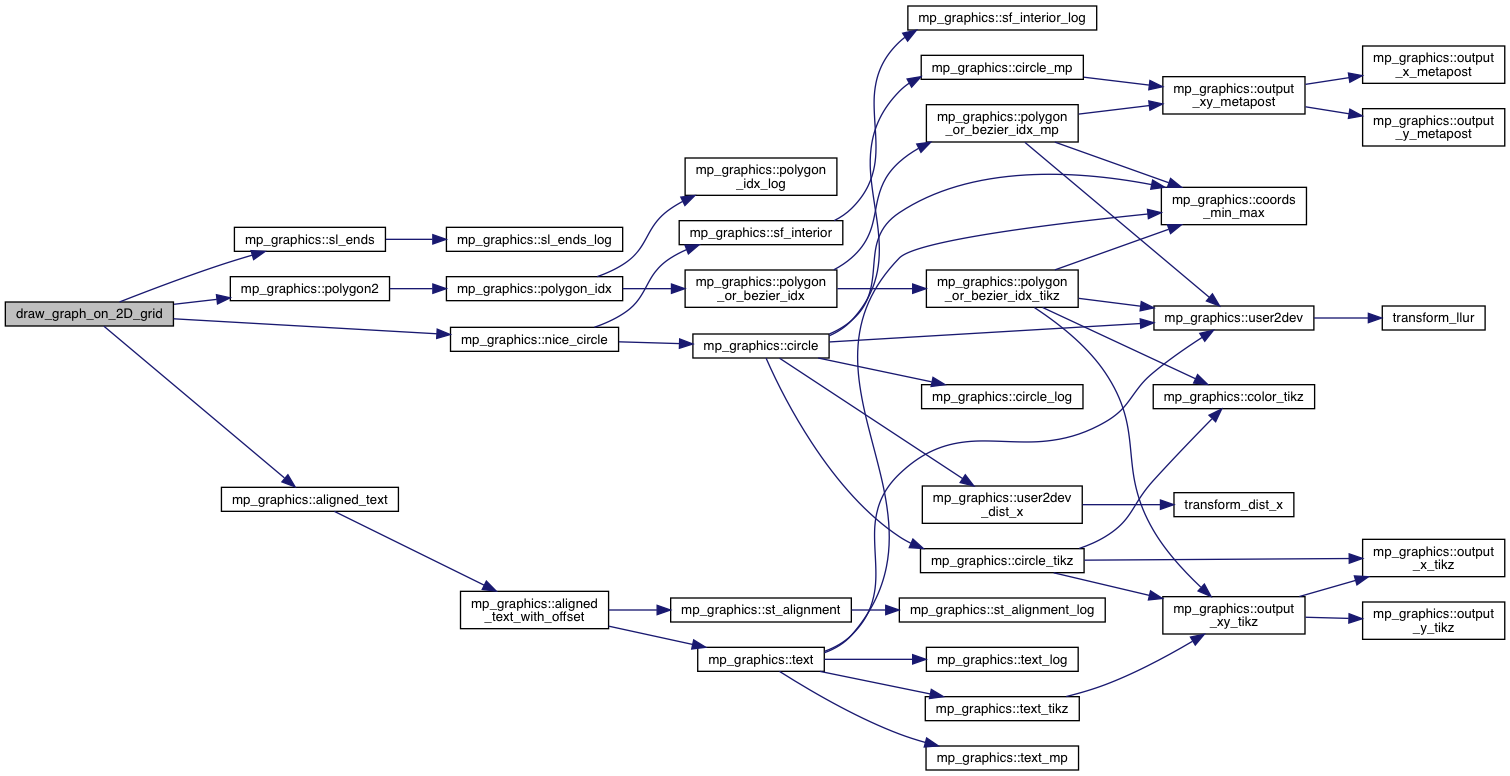 draw_graph_on_2D_grid
mp_graphics::sl_ends
mp_graphics::sl_ends_log
mp_graphics::polygon2
mp_graphics::polygon_idx
mp_graphics::polygon
_idx_log
mp_graphics::polygon
_or_bezier_idx
mp_graphics::polygon
_or_bezier_idx_mp
mp_graphics::coords
_min_max
mp_graphics::output
_xy_metapost
mp_graphics::output
_x_metapost
mp_graphics::output
_y_metapost
mp_graphics::user2dev
transform_llur
mp_graphics::polygon
_or_bezier_idx_tikz
mp_graphics::color_tikz
mp_graphics::output
_xy_tikz
mp_graphics::output
_x_tikz
mp_graphics::output
_y_tikz
mp_graphics::nice_circle
mp_graphics::sf_interior
mp_graphics::sf_interior_log
mp_graphics::circle
mp_graphics::circle_mp
mp_graphics::circle_log
mp_graphics::user2dev
_dist_x
transform_dist_x
mp_graphics::circle_tikz
mp_graphics::aligned_text
mp_graphics::aligned
_text_with_offset
mp_graphics::st_alignment
mp_graphics::st_alignment_log
mp_graphics::text
mp_graphics::text_log
mp_graphics::text_tikz
mp_graphics::text_mp